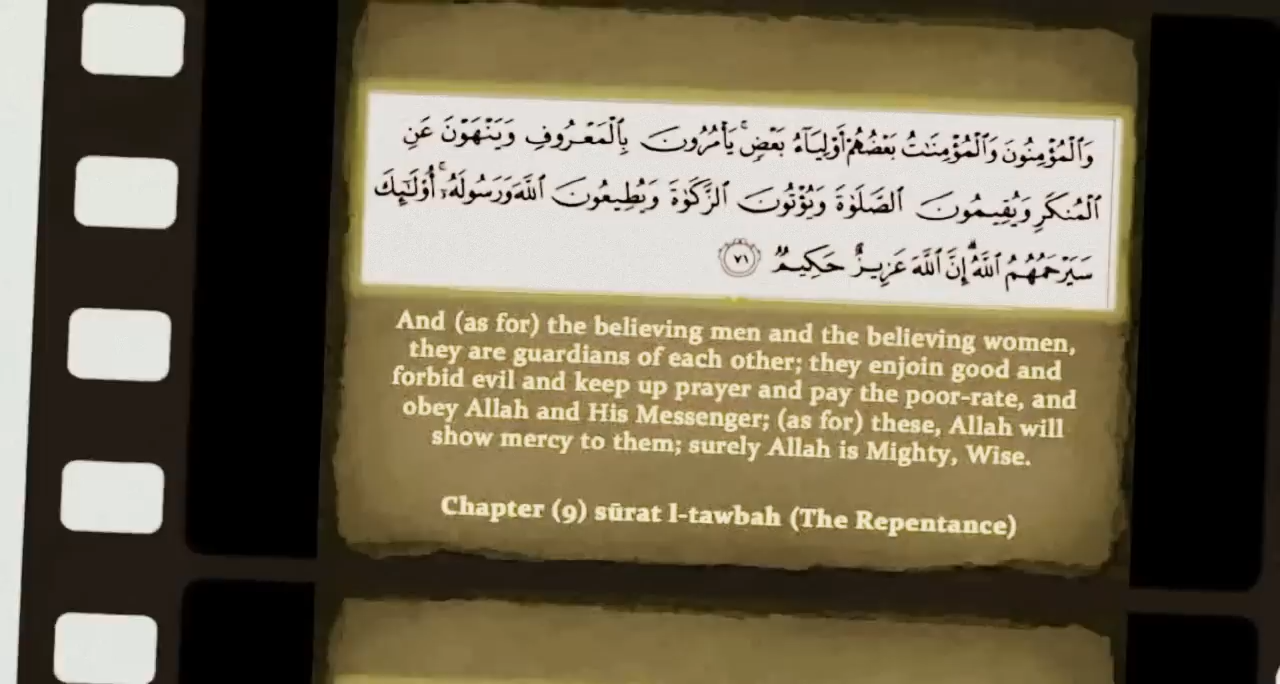 وَٱلْمُؤْمِنُونَ وَٱلْمُؤْمِنَٰتُ بَعْضُهُمْ أَوْلِيَآءُ بَعْضٍ ۚ يَأْمُرُونَ بِٱلْمَعْرُوفِ وَيَنْهَوْنَ عَنِ
ٱلْمُنكَرِ وَيُقِيمُونَ ٱلصَّلَوٰةَ وَيُؤْتُونَ ٱلزَّكَوٰةَ وَيُطِيعُونَ ٱللَّهَ وَرَسُولَهُۥٓ ۚ أُو۟لَٰٓئِكَ
سَيَرْحَمُهُمُ ٱللَّهُ ۗ إِنَّ ٱللَّهَ عَزِيزٌ حَكِيمٌ ٧١
And (as for) the believing men and the believing women,
they are guardians of each other; they enjoin good and
forbid evil and keep up prayer and pay the poor-rate, and
obey Allah and His Messenger; (as for) these, Allah will
show mercy to them; surely Allah is Mighty, Wise.
Chapter (9) sūrat l-tawbah (The Repentance)